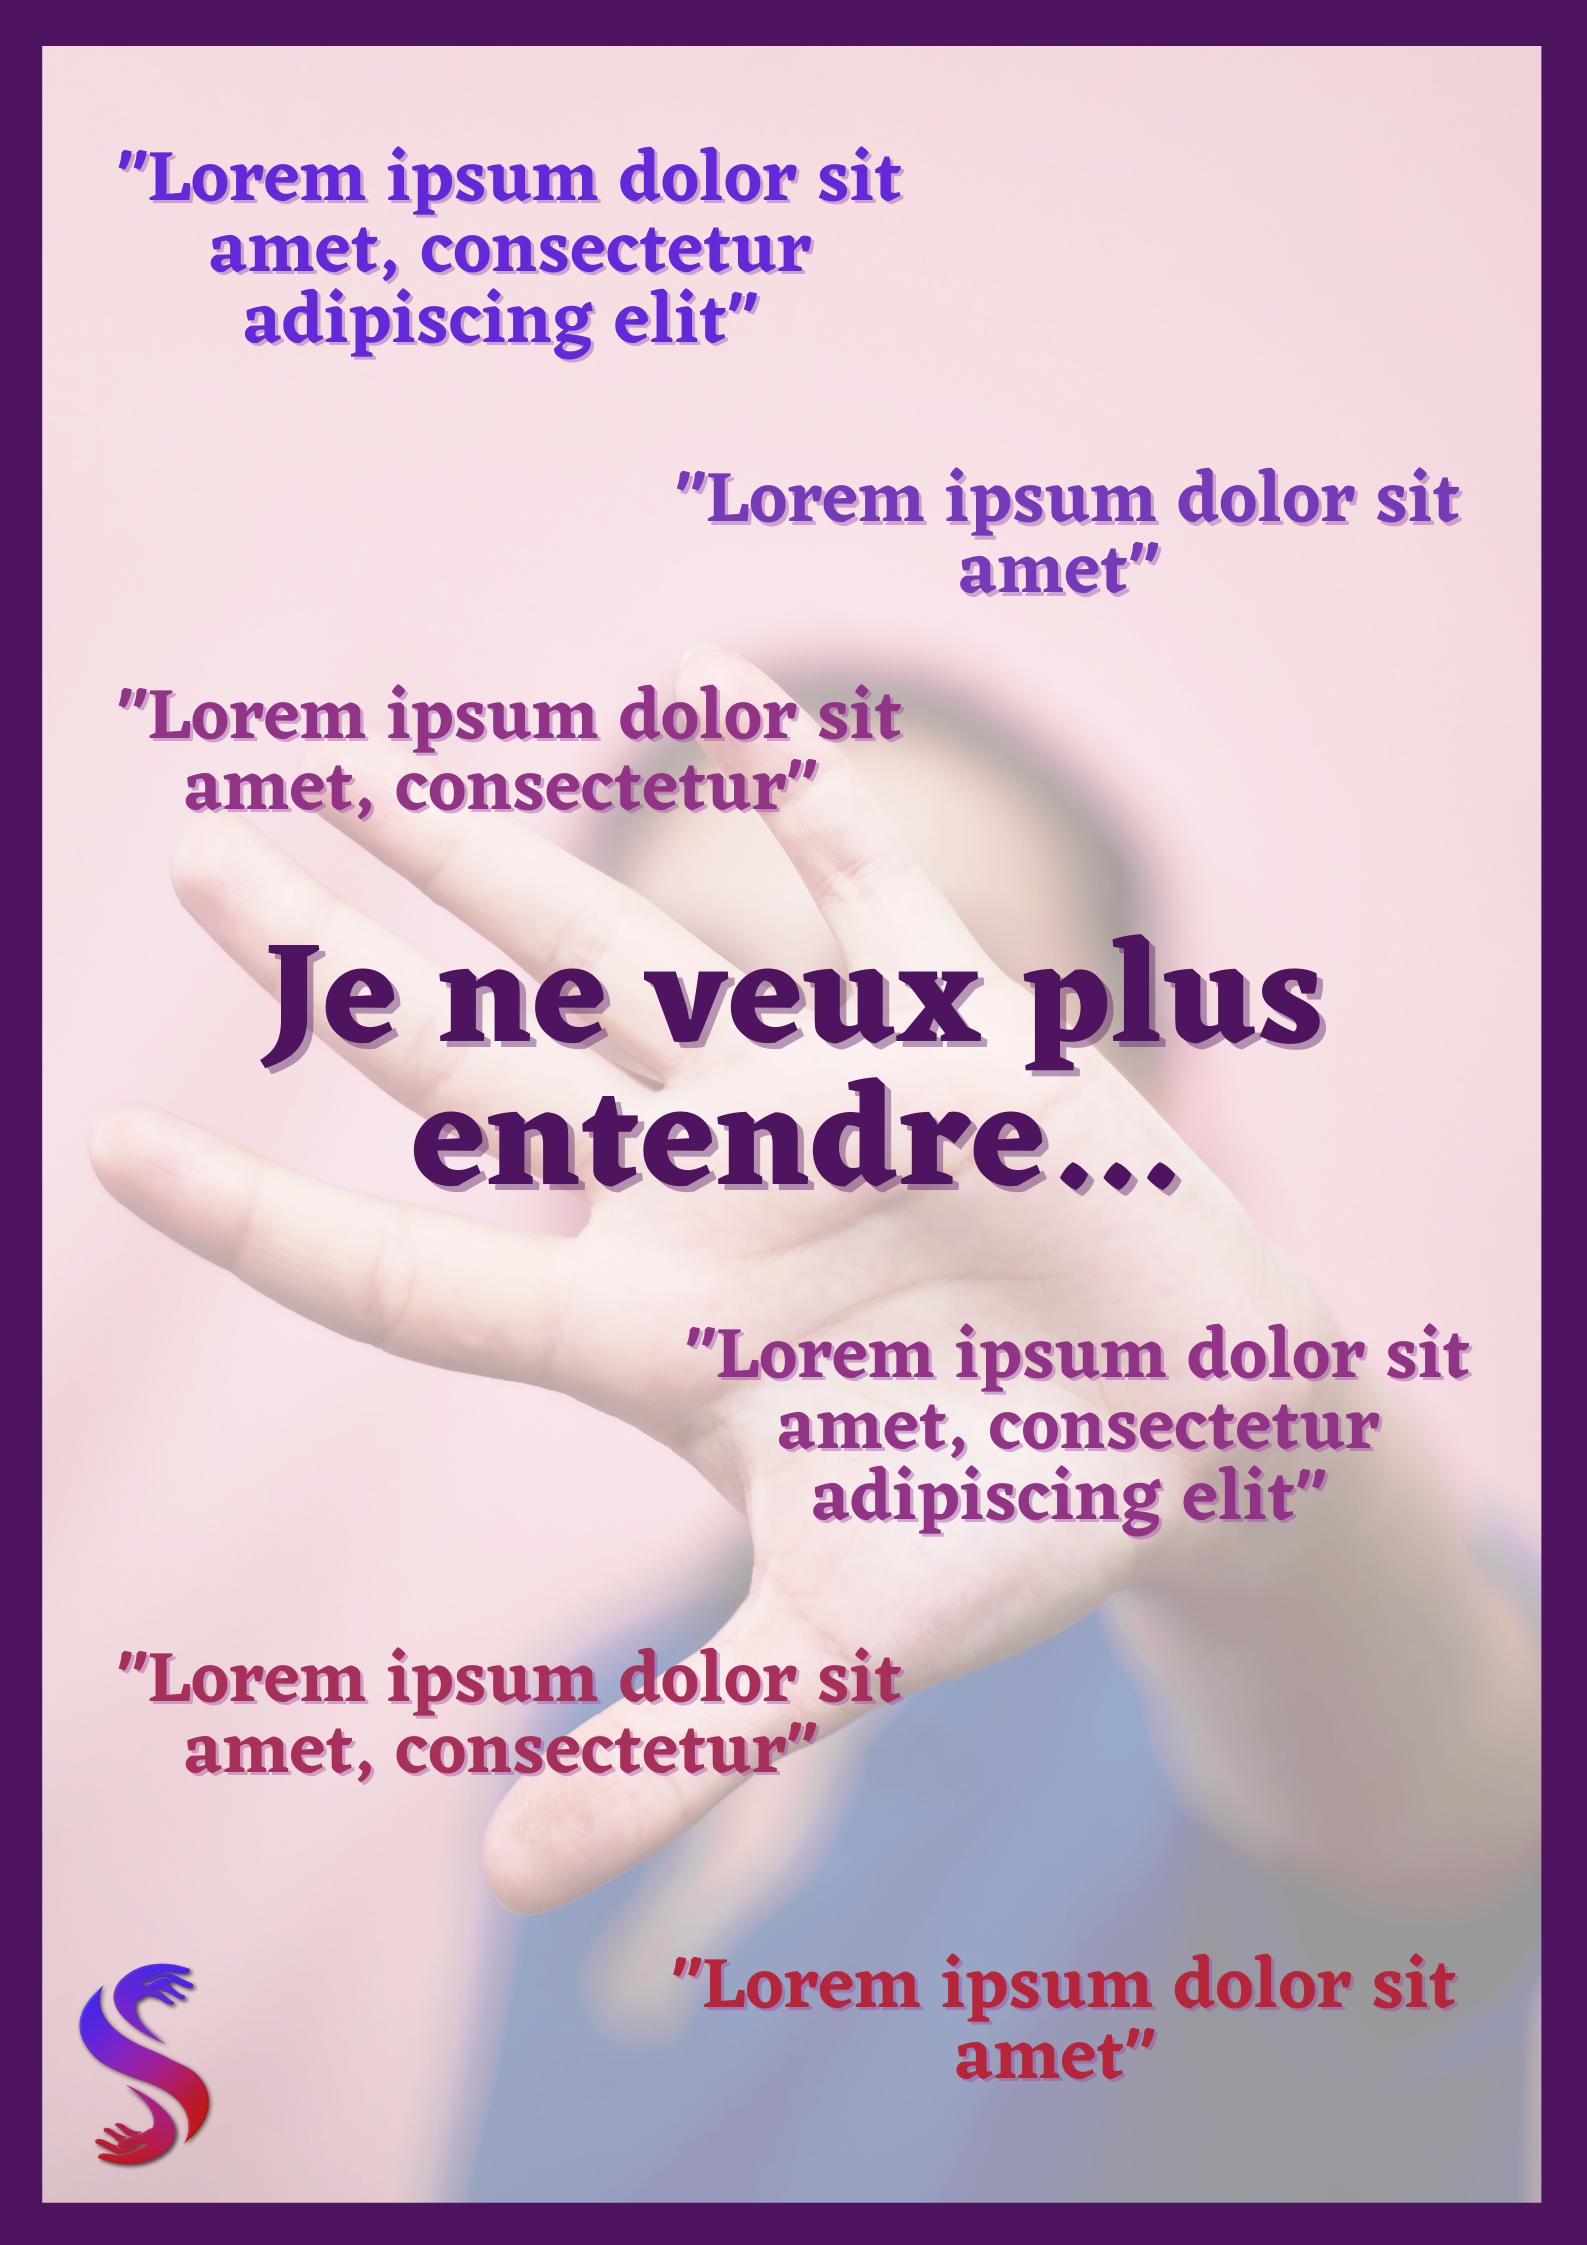 "Lorem ipsum dolor sit
amet, consectetur
adipiscing elit"
"Lorem ipsum dolor sit
amet"
"Lorem ipsum dolor sit
amet, consectetur"
Je ne veux plus
entendre...
"Lorem ipsum dolor sit
amet, consectetur
adipiscing elit"
"Lorem ipsum dolor sit
amet, consectetur"
"Lorem ipsum dolor sit
amet"